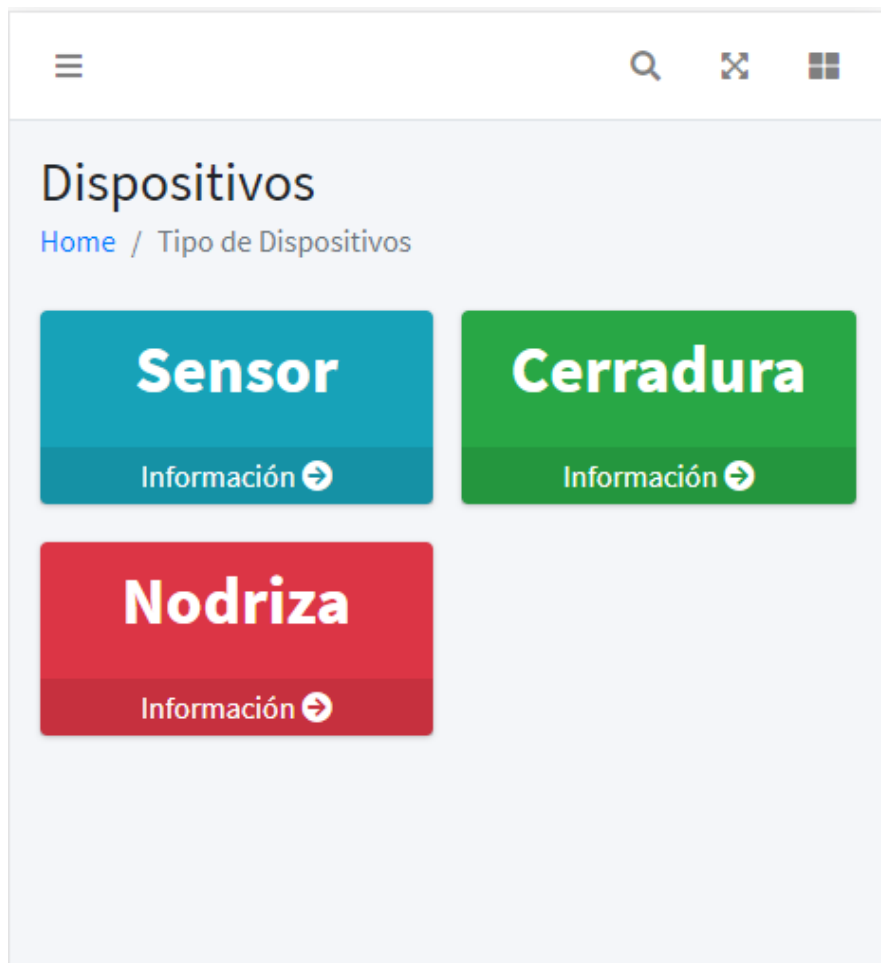 Dispositivos
Home / Tipo de Dispositivos
Sensor
Información
Cerradura
Información
Nodriza
Información